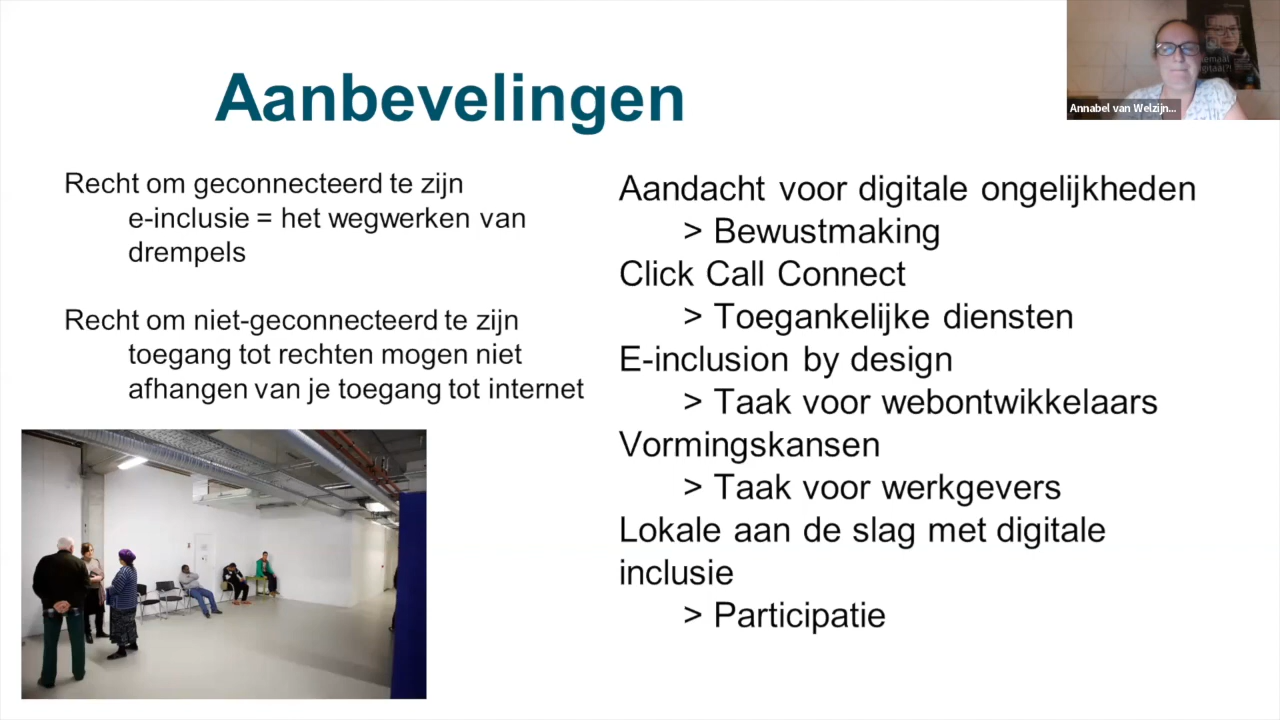 Aanbevelingen
Recht om geconnecteerd te zijn
e-inclusie = het wegwerken van
drempels
Recht om niet-geconnecteerd te zijn
toegang tot rechten mogen niet
afhangen van je toegang tot internet
Aandacht voor digitale ongelijkheden
> Bewustmaking
Click Call Connect
> Toegankelijke diensten
E-inclusion by design
> Taak voor webontwikkelaars
Vormingskansen
> Taak voor werkgevers
Lokale aan de slag met digitale
inclusie
> Participatie
Annabel van Welzijn...